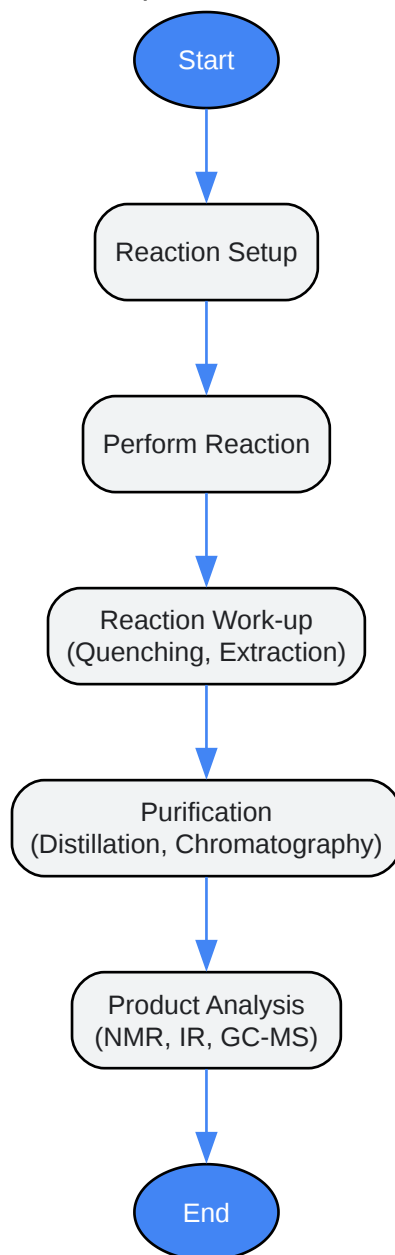 Start
Reaction Setup
Perform Reaction
Reaction Work-up
(Quenching, Extraction)
Purification
(Distillation, Chromatography)
Product Analysis
(NMR, IR, GC-MS)
End